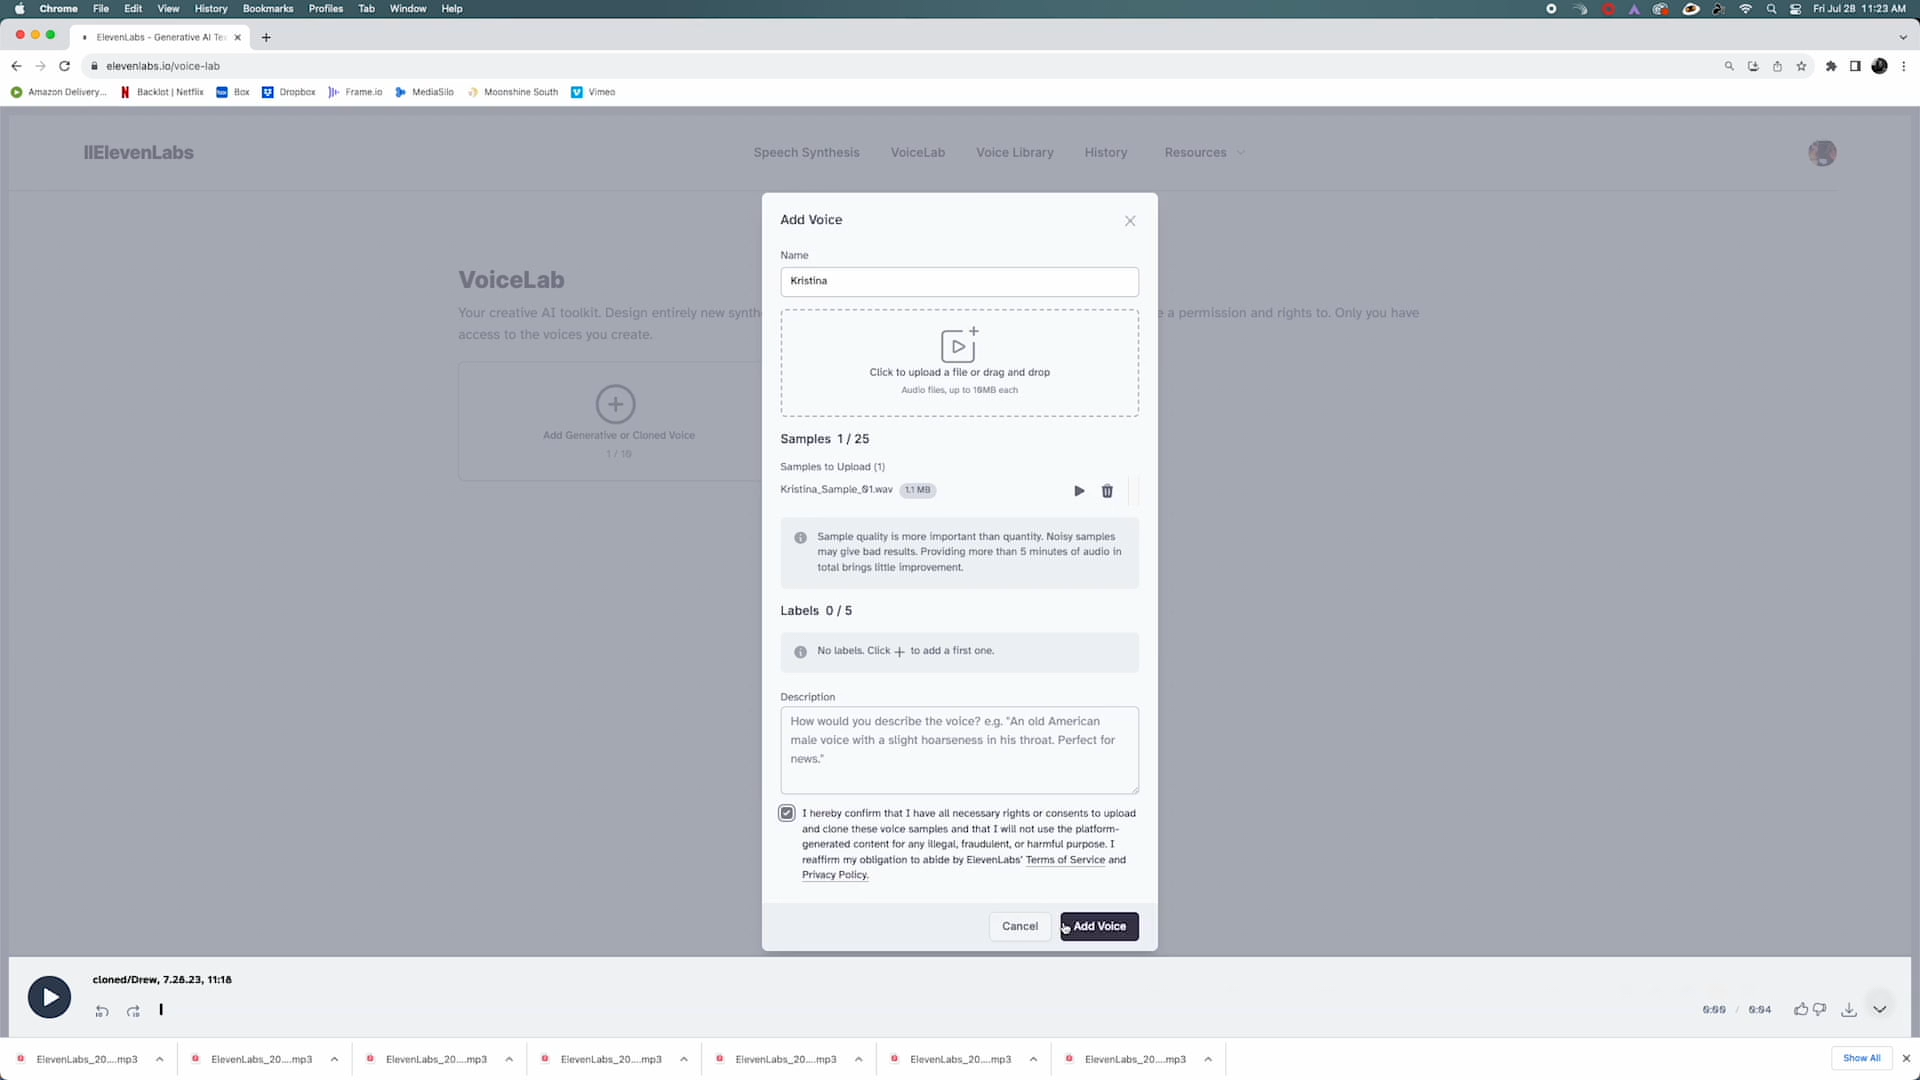 Chrome File Edit View History Bookmarks Profiles Tab Window Help
Fri Jul 28 11:23 AM
ElevenLabs - Generative AI Te
elevenlabs.io/voice-lab
Amazon Delivery... Backlot | Netflix Box Dropbox Frame.io MediaSilo Moonshine South Vimeo
IIElevenLabs
Speech Synthesis VoiceLab Voice Library History Resources
Add Voice
Name
Kristina
VoiceLab
Your creative AI toolkit. Design entirely new synth
e a permission and rights to. Only you have
access to the voices you create.
Click to upload a file or drag and drop
Audio files, up to 10MB each
Add Generative or Cloned Voice
1 / 10
Samples 1 / 25
Samples to Upload (1)
Kristina_Sample_01.wav 1.1 MB
Sample quality is more important than quantity. Noisy samples
may give bad results. Providing more than 5 minutes of audio in
total brings little improvement.
Labels 0 / 5
No labels. Click + to add a first one.
Description
How would you describe the voice? e.g. "An old American
male voice with a slight hoarseness in his throat. Perfect for
news."
I hereby confirm that I have all necessary rights or consents to upload
and clone these voice samples and that I will not use the platform-
generated content for any illegal, fraudulent, or harmful purpose. I
reaffirm my obligation to abide by ElevenLabs' Terms of Service and
Privacy Policy.
Cancel Add Voice
cloned/Drew, 7.28.23, 11:18
0:00 / 0:04
ElevenLabs_20....mp3 ElevenLabs_20....mp3 ElevenLabs_20....mp3 ElevenLabs_20....mp3 ElevenLabs_20....mp3 ElevenLabs_20....mp3 ElevenLabs_20....mp3 Show All